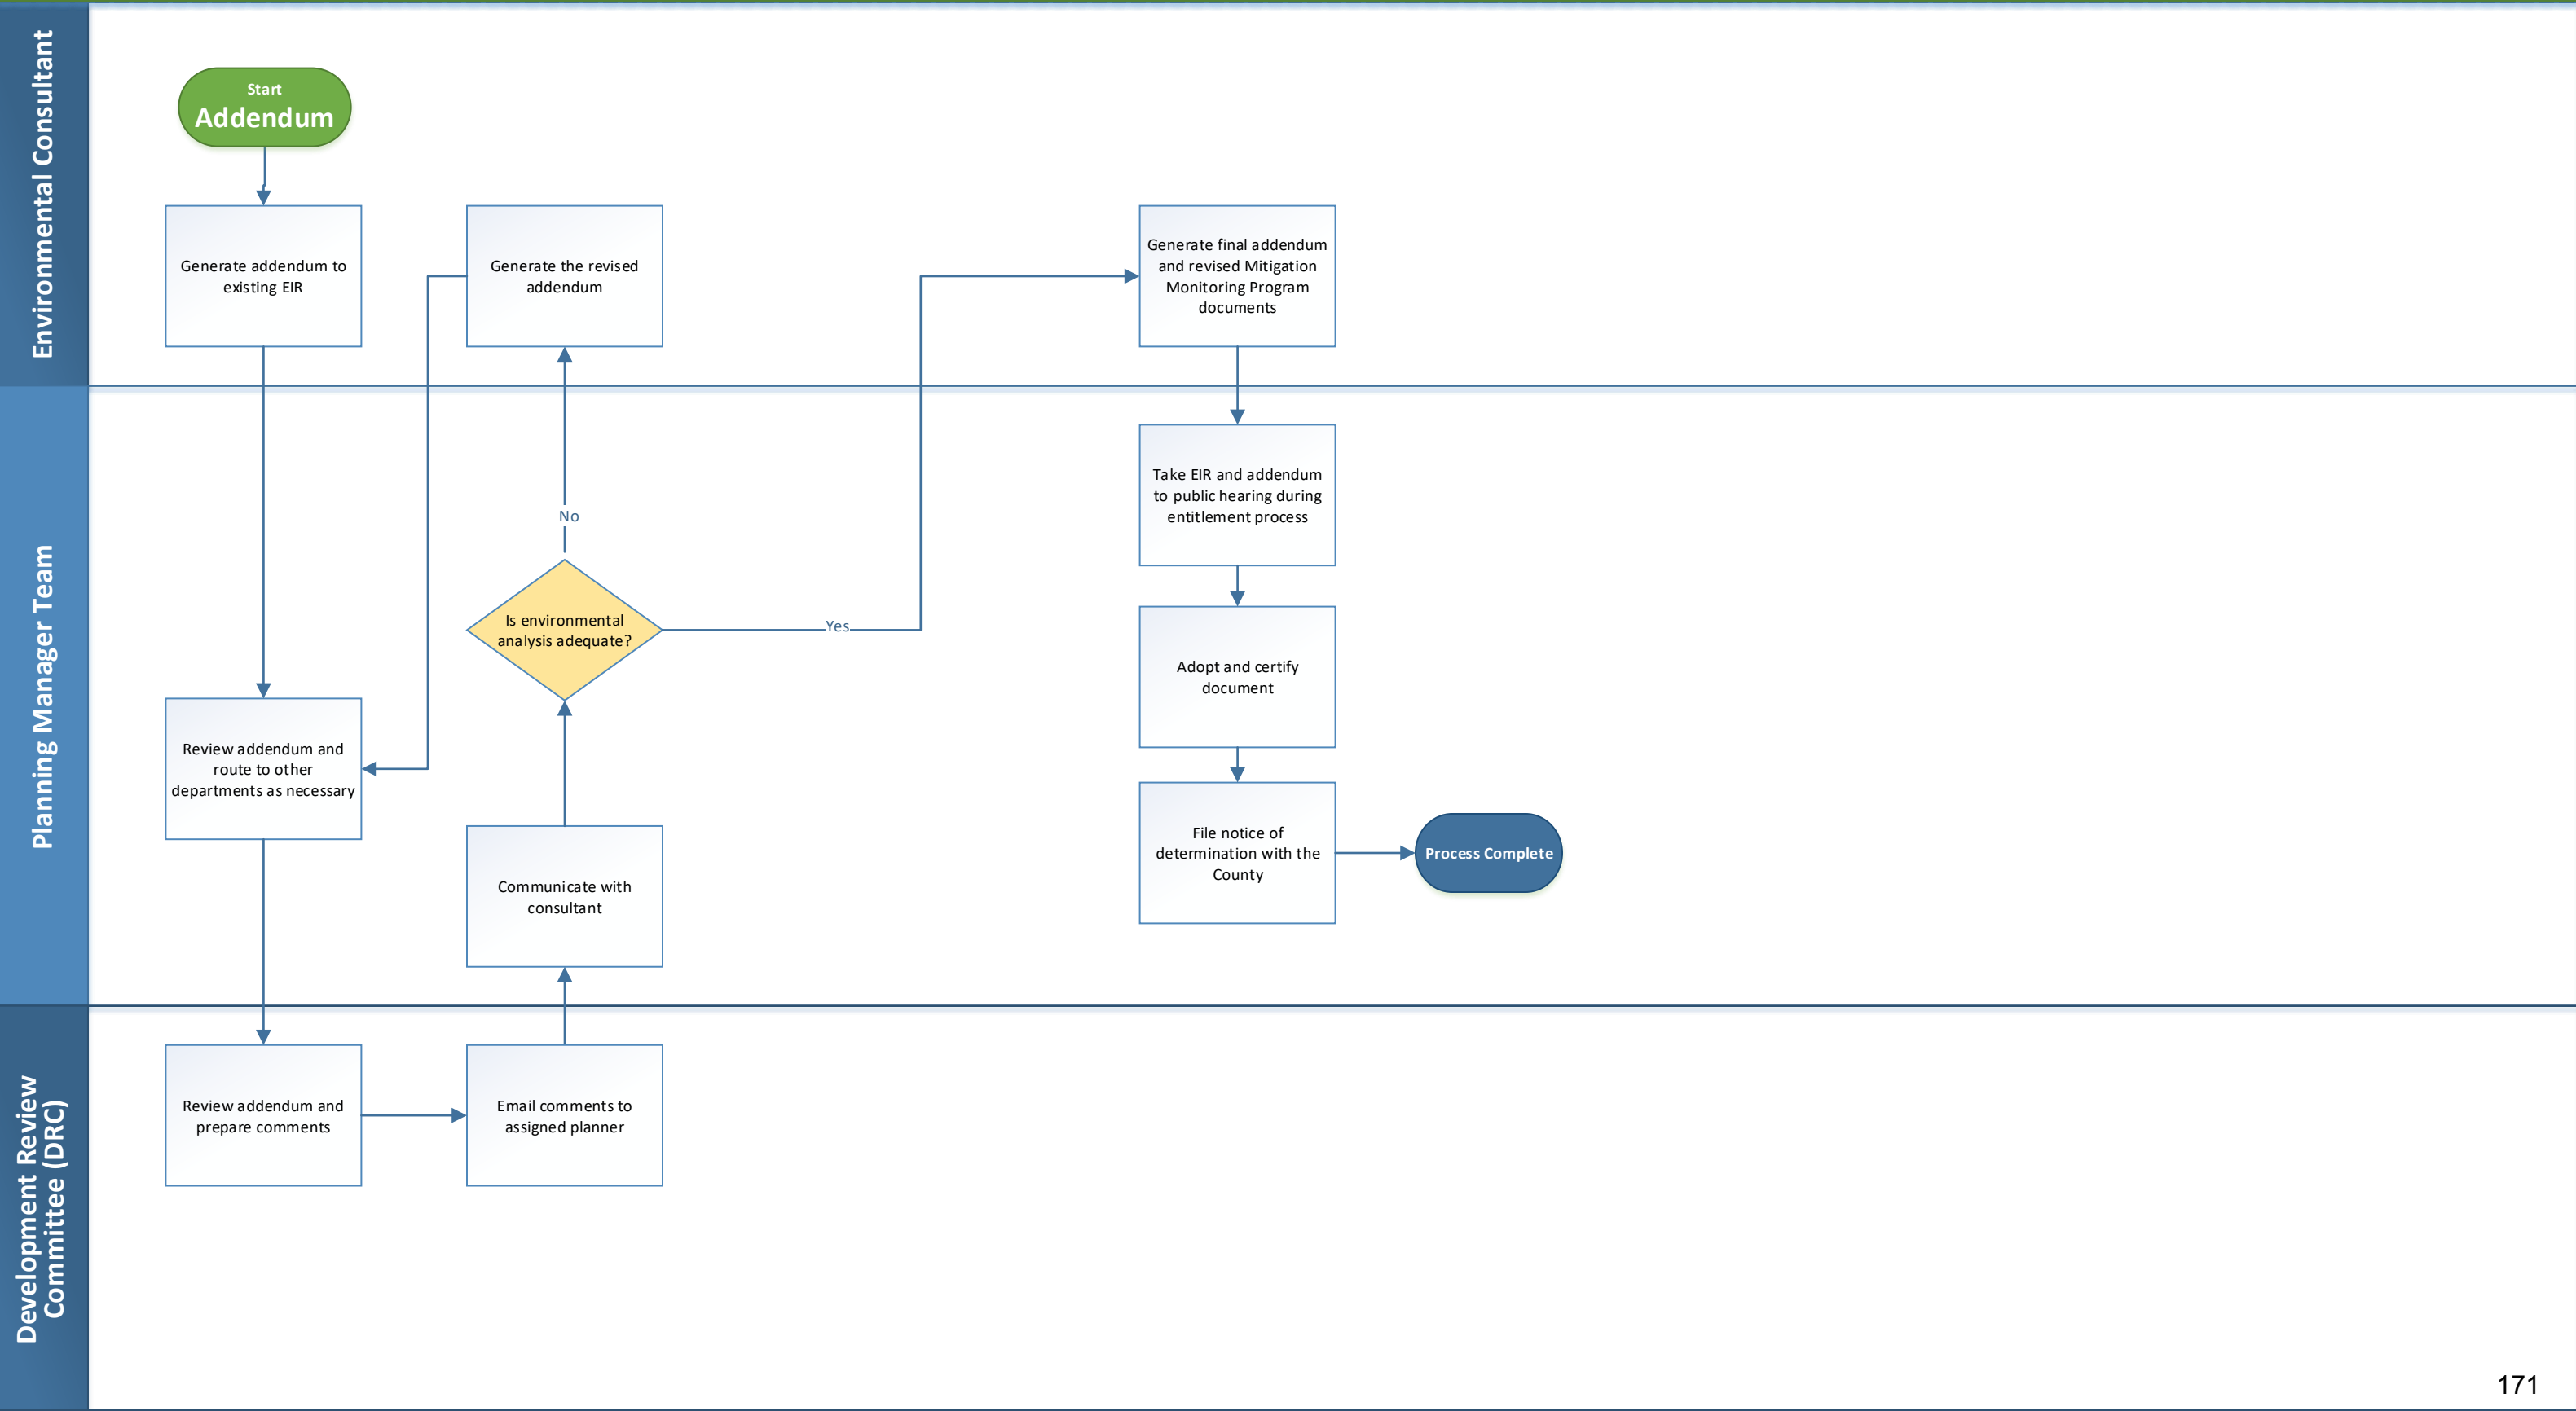 Environmental Consultant
Start
Addendum
Generate addendum to
existing EIR
Generate the revised
addendum
Generate final addendum
and revised Mitigation
Monitoring Program
documents
Planning Manager Team
Take EIR and addendum
to public hearing during
entitlement process
No
Is environmental
analysis adequate?
Yes
Adopt and certify
document
Review addendum and
route to other
departments as necessary
Communicate with
consultant
File notice of
determination with the
County
Process Complete
Development Review
Committee (DRC)
Review addendum and
prepare comments
Email comments to
assigned planner
171